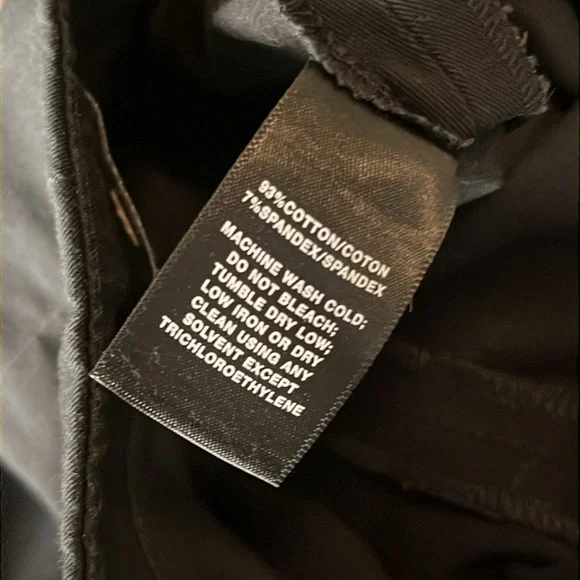 93%COTTON/COTON
7%SPANDEX/SPANDEX
MACHINE WASH COLD;
DO NOT BLEACH;
TUMBLE DRY LOW;
LOW IRON OR DRY
CLEAN USING ANY
SOLVENT EXCEPT
TRICHLOROETHYLENE